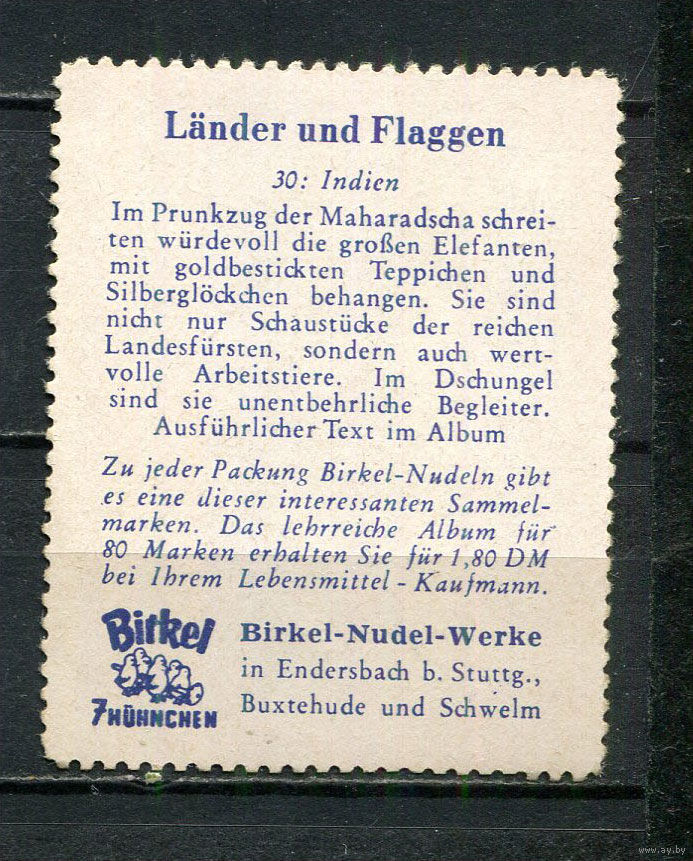 Länder und Flaggen
30: Indien
Im Prunkzug der Maharadscha schrei-
ten würdevoll die großen Elefanten,
mit goldbestickten Teppichen und
Silberglöckchen behangen. Sie sind
nicht nur Schaustücke der reichen
Landesfürsten, sondern auch wert-
volle Arbeitstiere. Im Dschungel
sind sie unentbehrliche Begleiter.
Ausführlicher Text im Album
Zu jeder Packung Birkel-Nudeln gibt
es eine dieser interessanten Sammel-
marken. Das lehrreiche Album für
80 Marken erhalten Sie für 1,80 DM
bei Ihrem Lebensmittel-Kaufmann.
Birkel
7 HÜHNCHEN
Birkel-Nudel-Werke
in Endersbach b. Stuttg.,
Buxtehude und Schwelm
www.ay.by